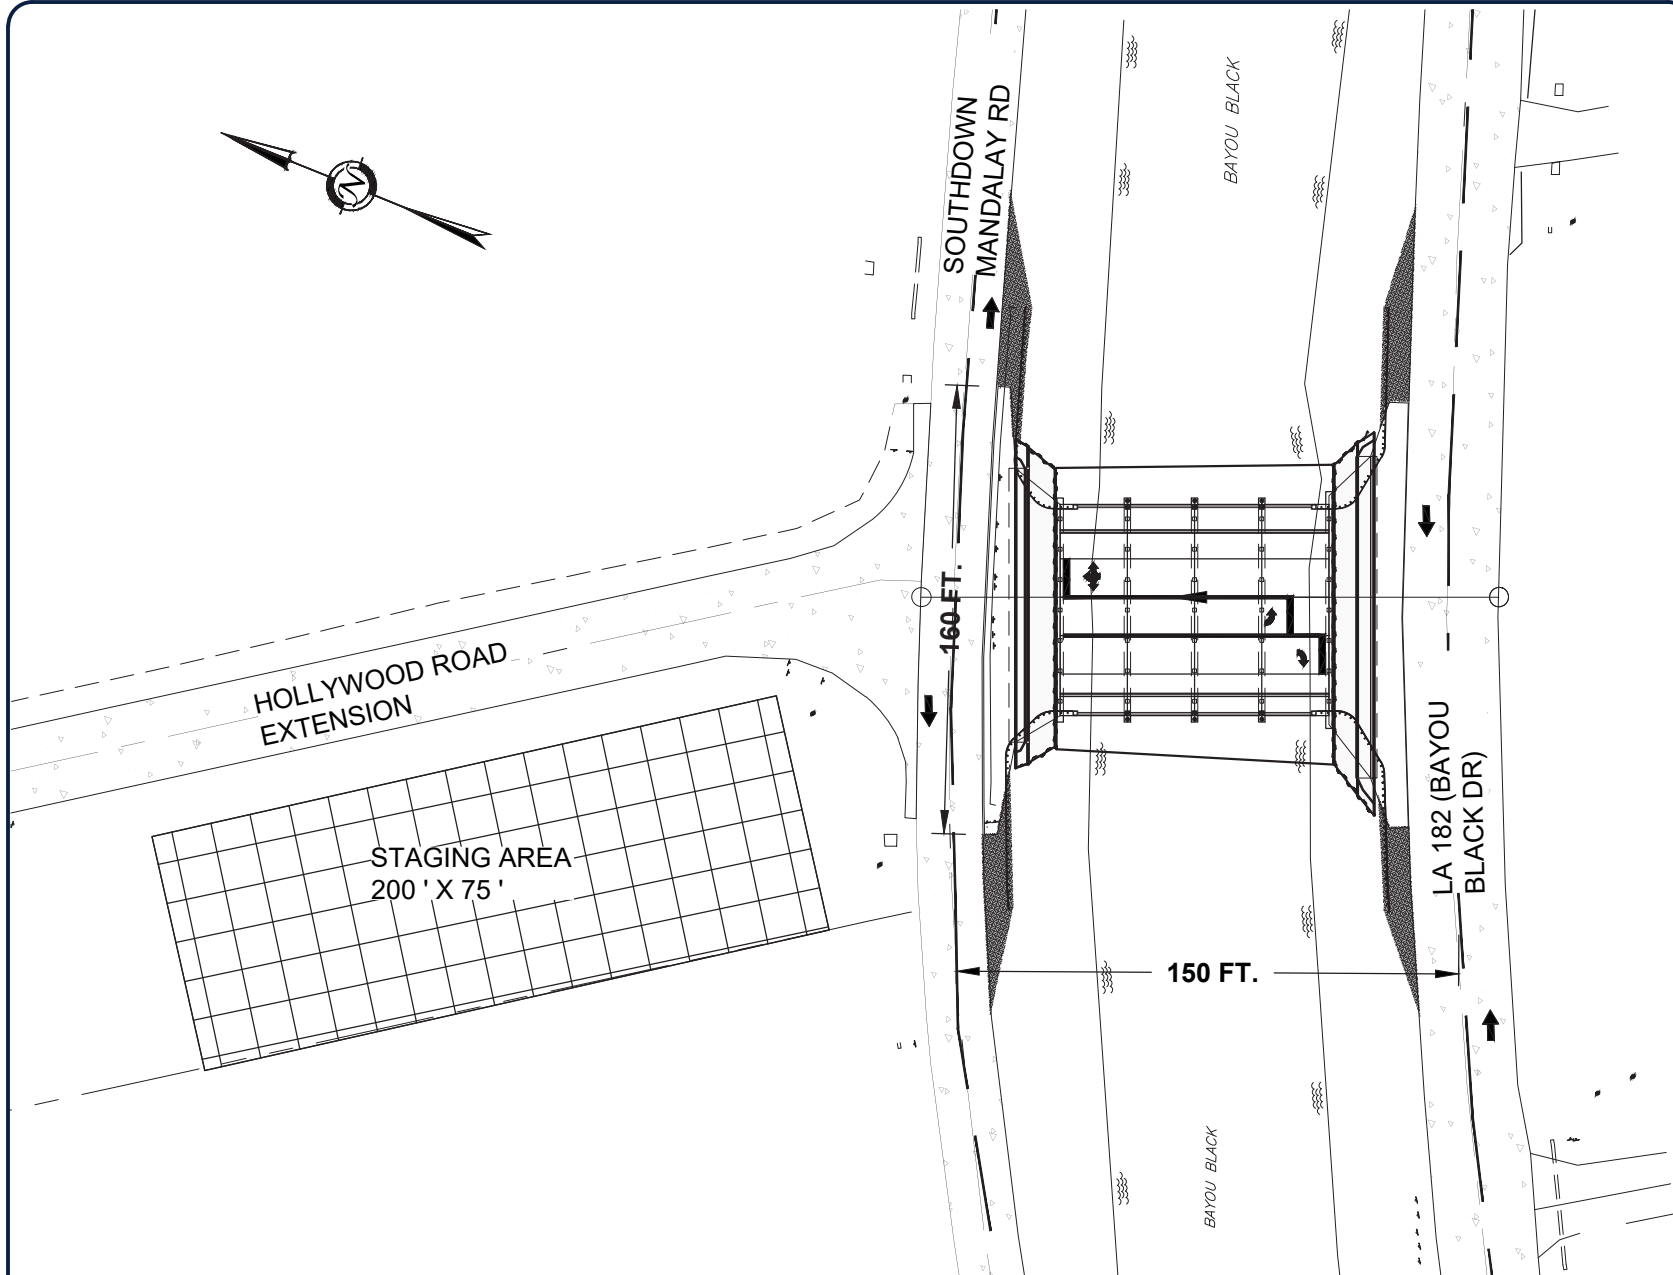 BAYOU BLACK
SOUTHDOWN
MANDALAY RD
N
160 FT.
HOLLYWOOD ROAD
EXTENSION
STAGING AREA
200 ' X 75 '
LA 182 (BAYOU
BLACK DR)
150 FT.
BAYOU BLACK